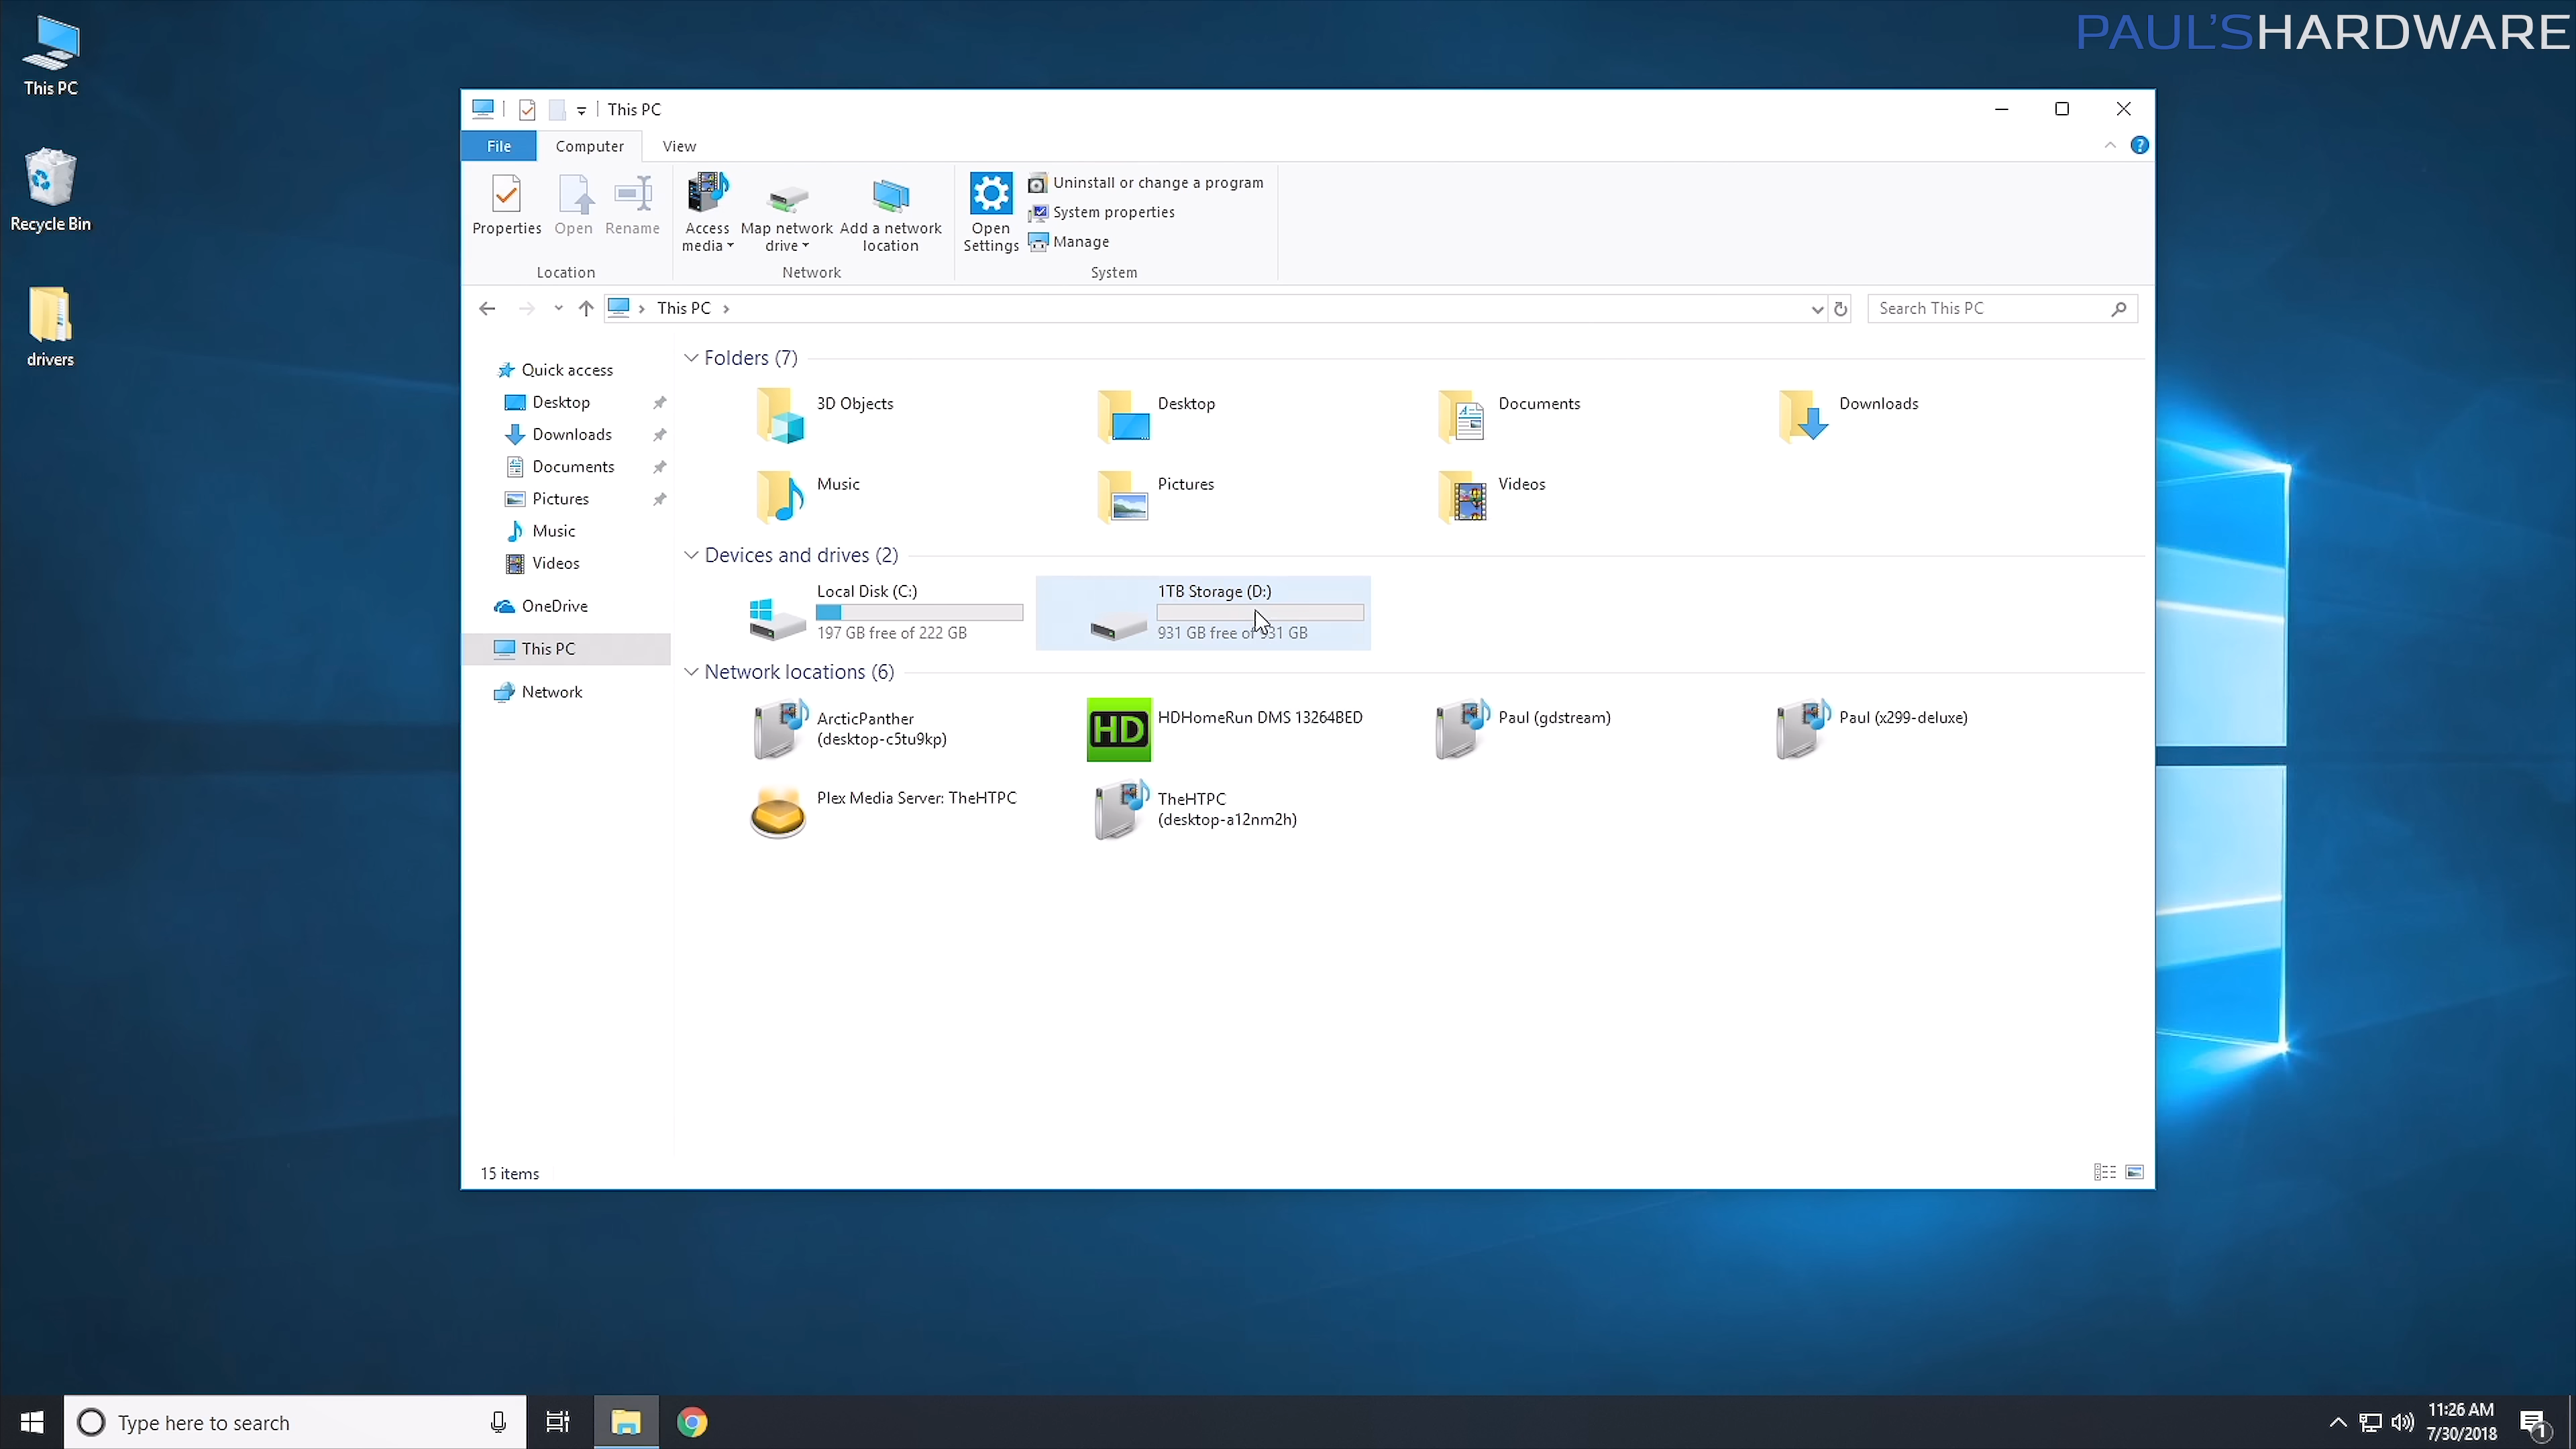 PAUL'SHARDWARE
This PC
Recycle Bin
drivers
This PC
File Computer View
Properties Open Rename
Location
Access media
Map network drive
Add a network location
Network
Open Settings
Uninstall or change a program
System properties
Manage
System
This PC
Search This PC
Quick access
Desktop
Downloads
Documents
Pictures
Music
Videos
OneDrive
This PC
Network
Folders (7)
3D Objects
Desktop
Documents
Downloads
Music
Pictures
Videos
Devices and drives (2)
Local Disk (C:)
197 GB free of 222 GB
1TB Storage (D:)
931 GB free of 931 GB
Network locations (6)
ArcticPanther
(desktop-c5tu9kp)
HD
HDHomeRun DMS 13264BED
Paul (gdstream)
Paul (x299-deluxe)
Plex Media Server: TheHTPC
TheHTPC
(desktop-a12nm2h)
15 items
Type here to search
11:26 AM
7/30/2018
1